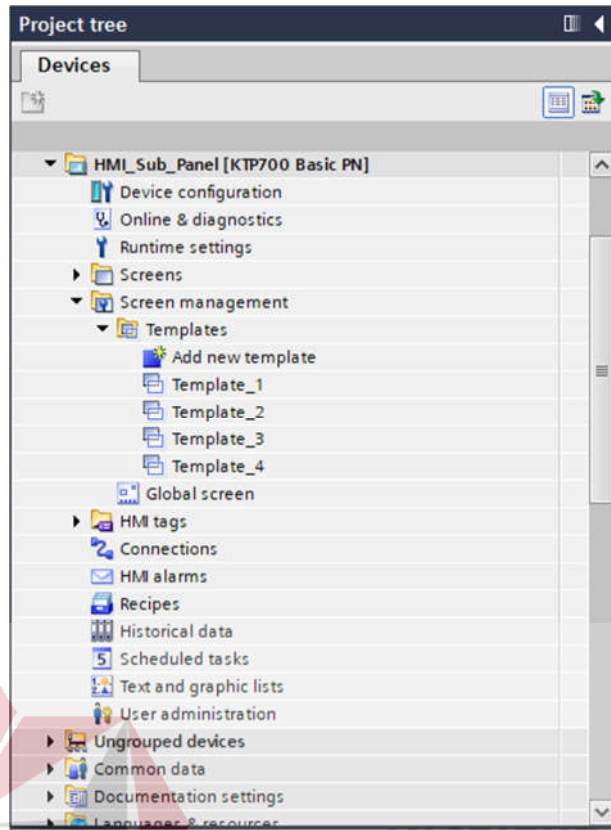 Project tree
Devices
HMI_Sub_Panel [KTP700 Basic PN]
Device configuration
Online & diagnostics
Runtime settings
Screens
Screen management
Templates
Add new template
Template_1
Template_2
Template_3
Template_4
Global screen
HMI tags
Connections
HMI alarms
Recipes
Historical data
Scheduled tasks
Text and graphic lists
User administration
Ungrouped devices
Common data
Documentation settings
Languages & resources